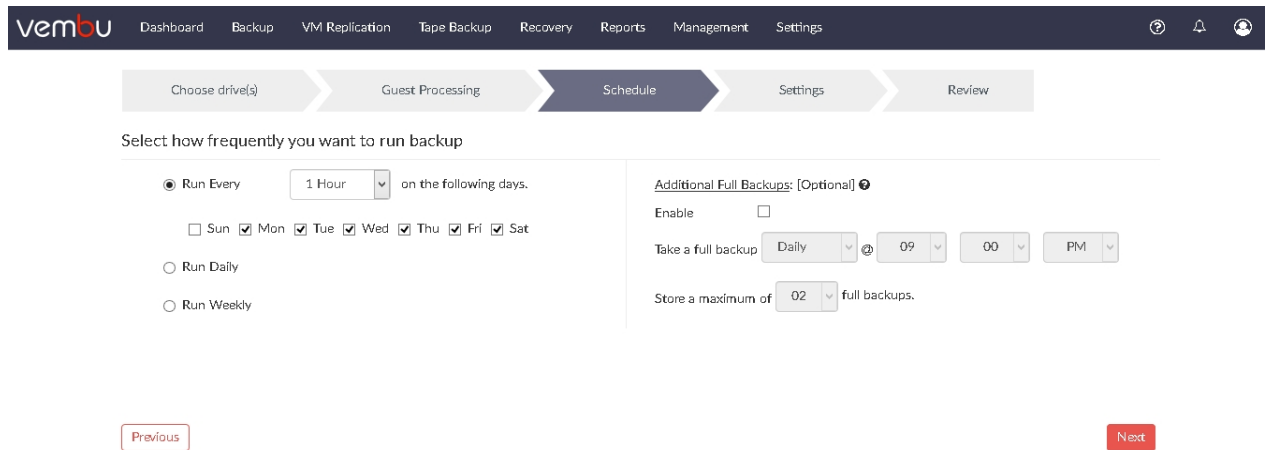 vembu Dashboard Backup VM Replication Tape Backup Recovery Reports Management Settings
Choose drive(s) Guest Processing Schedule Settings Review
Select how frequently you want to run backup
Run Every 1 Hour on the following days.
Sun Mon Tue Wed Thu Fri Sat
Run Daily
Run Weekly
Additional Full Backups: [Optional]
Enable
Take a full backup Daily @ 09 00 PM
Store a maximum of 02 full backups.
Previous Next